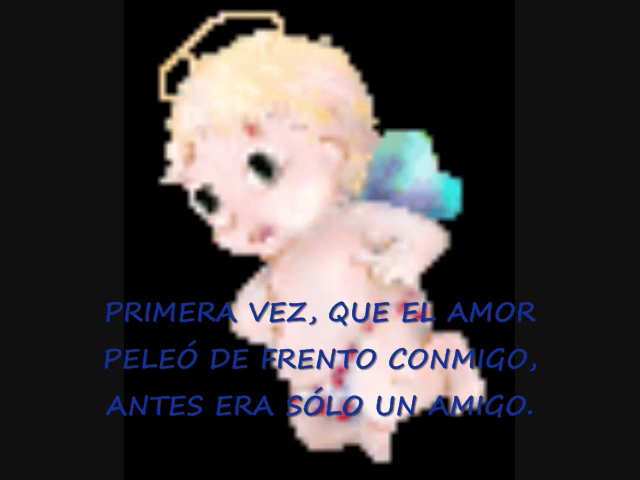 PRIMERA VEZ, QUE EL AMOR
PELEÓ DE FRENTO CONMIGO,
ANTES ERA SÓLO UN AMIGO.